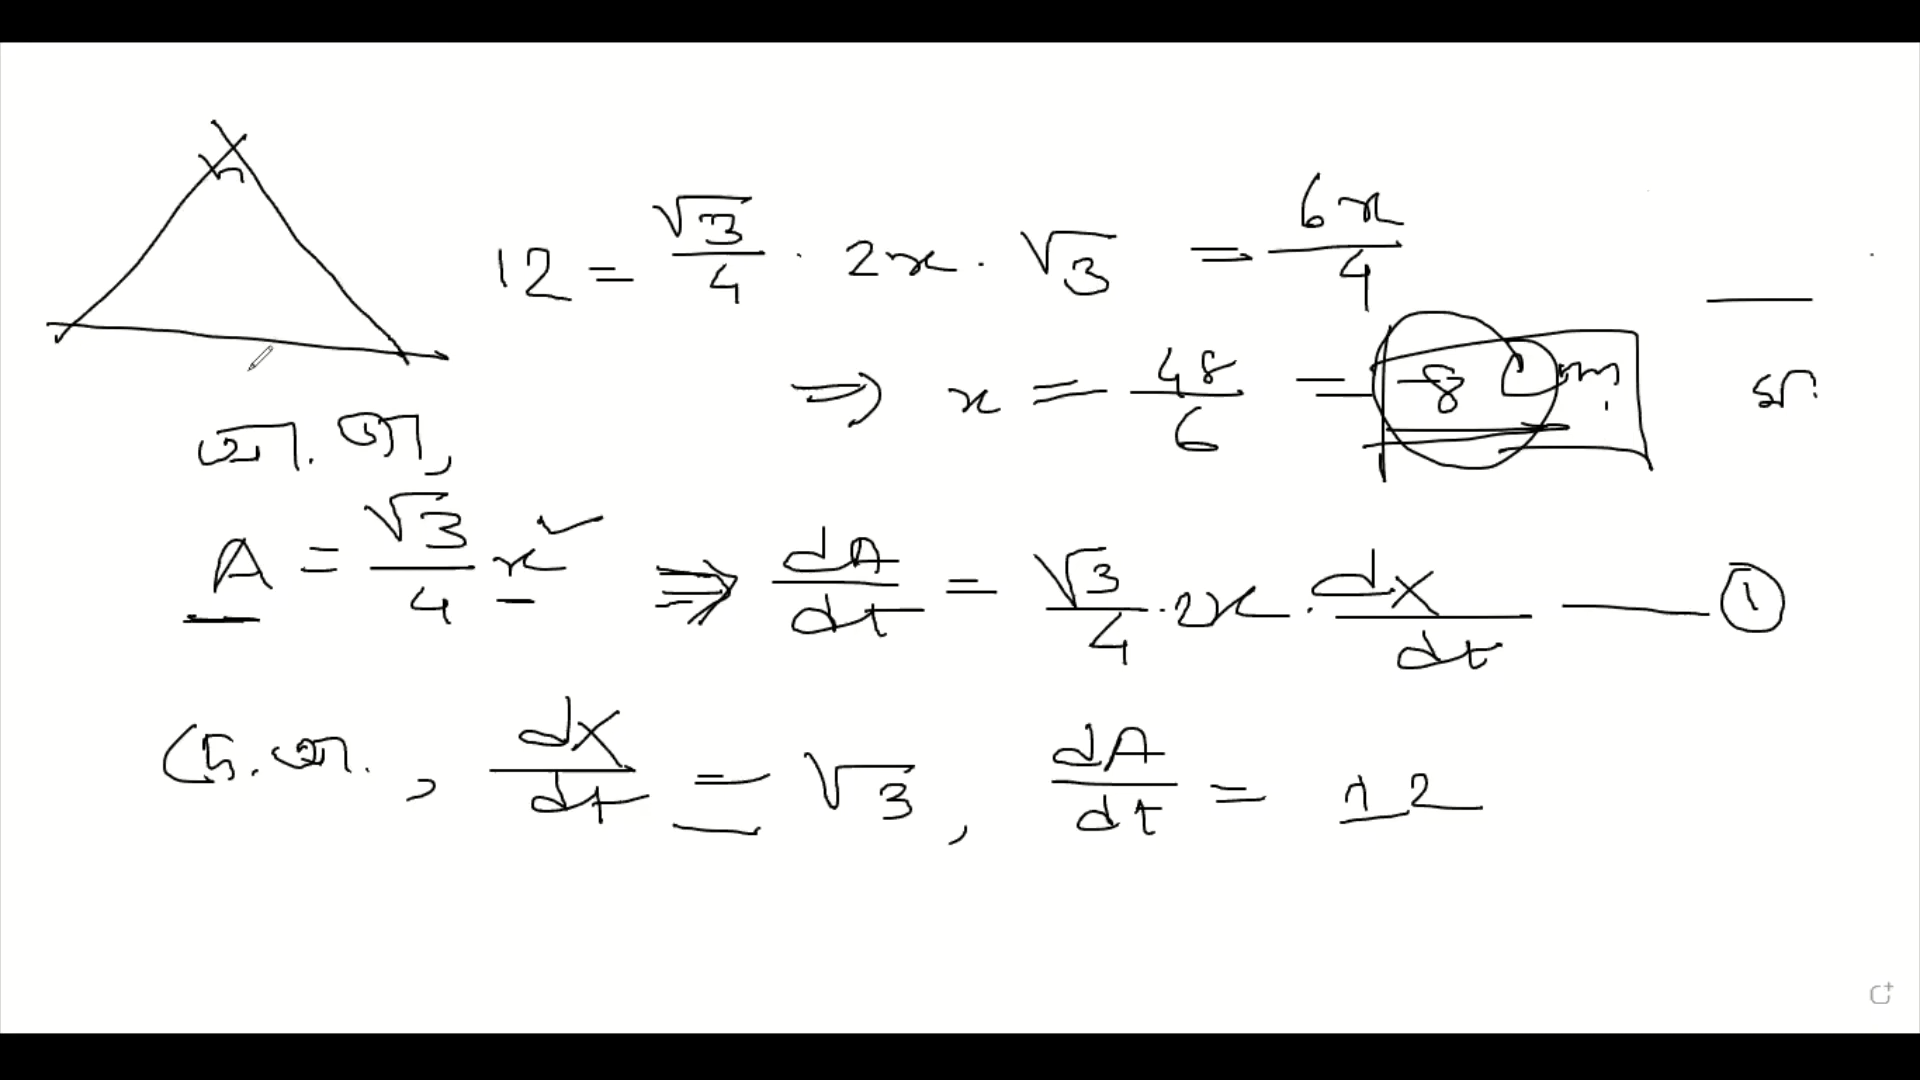 12 = √3/4 · 2x · √3 = 6x/4
⇒ x = 48/6 = 8 cm
আ. জা,
A = √3/4 x² ⇒ dA/dt = √3/4 · 2x · dx/dt —— ①
দে. আ. , dx/dt = √3 , dA/dt = 12